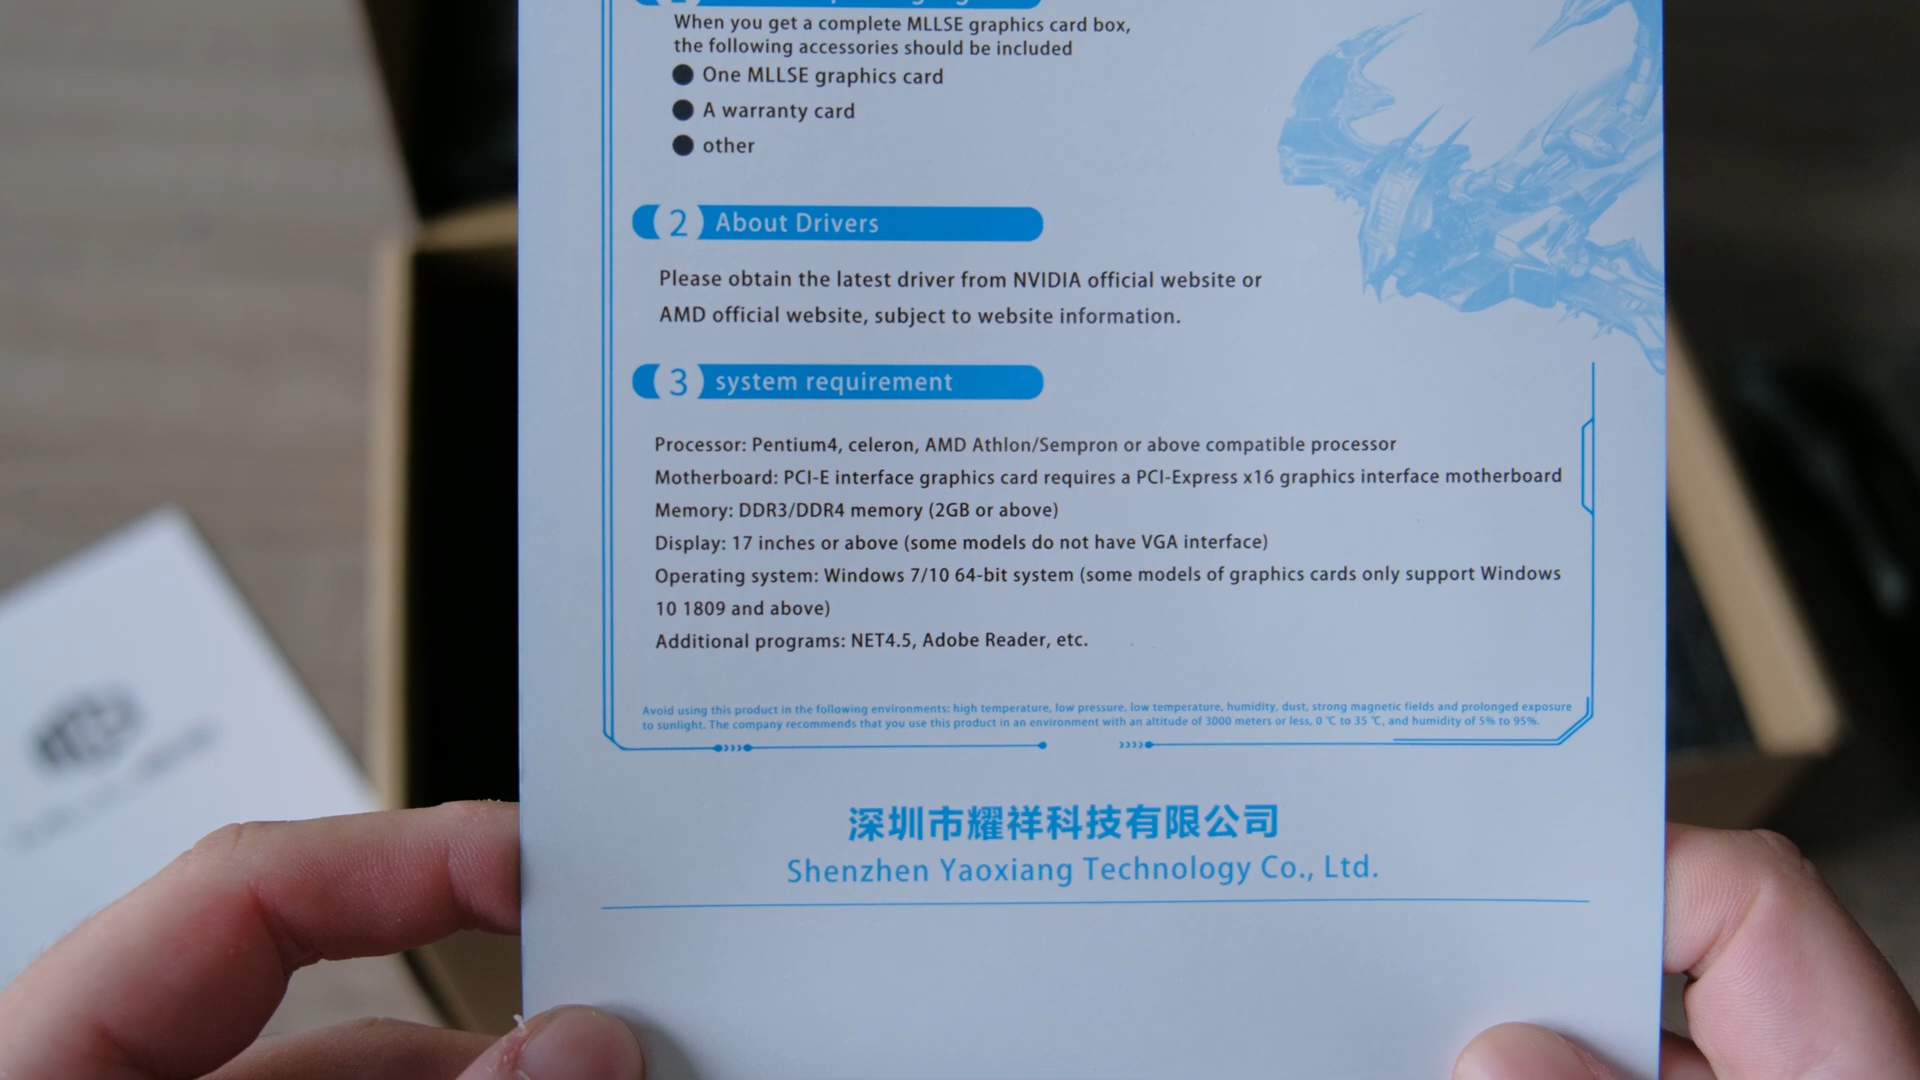 When you get a complete MLLSE graphics card box,
the following accessories should be included
● One MLLSE graphics card
● A warranty card
● other
2 About Drivers
Please obtain the latest driver from NVIDIA official website or
AMD official website, subject to website information.
3 system requirement
Processor: Pentium4, celeron, AMD Athlon/Sempron or above compatible processor
Motherboard: PCI-E interface graphics card requires a PCI-Express x16 graphics interface motherboard
Memory: DDR3/DDR4 memory (2GB or above)
Display: 17 inches or above (some models do not have VGA interface)
Operating system: Windows 7/10 64-bit system (some models of graphics cards only support Windows
10 1809 and above)
Additional programs: NET4.5, Adobe Reader, etc.
Avoid using this product in the following environments: high temperature, low pressure, low temperature, humidity, dust, strong magnetic fields and prolonged exposure
to sunlight. The company recommends that you use this product in an environment with an altitude of 3000 meters or less, 0 ℃ to 35 ℃, and humidity of 5% to 95%.
深圳市耀祥科技有限公司
Shenzhen Yaoxiang Technology Co., Ltd.